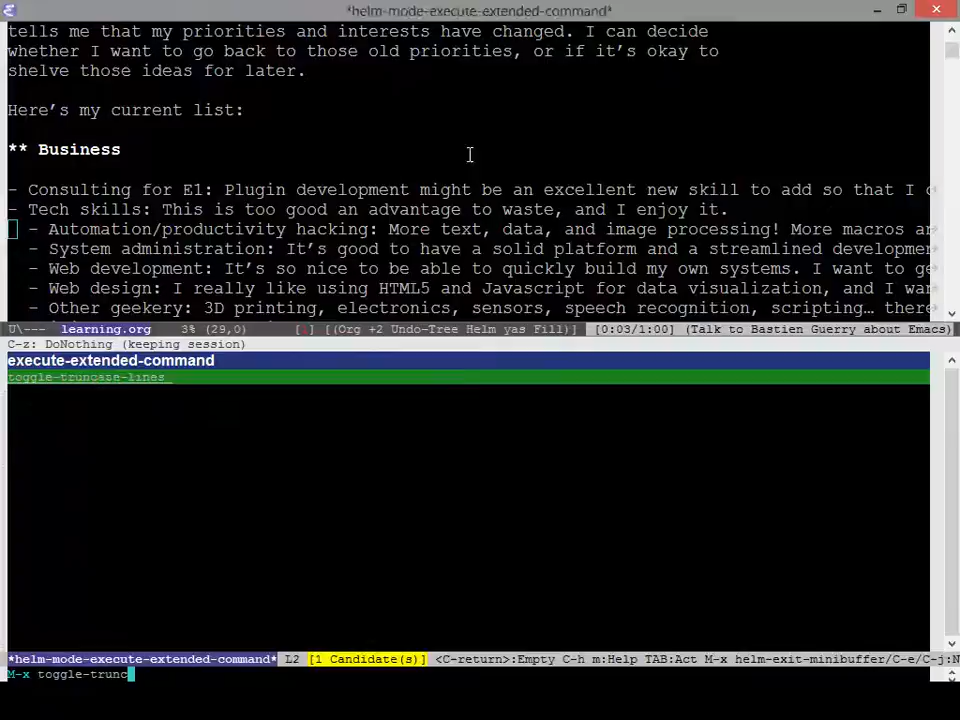 *helm-mode-execute-extended-command*
tells me that my priorities and interests have changed. I can decide
whether I want to go back to those old priorities, or if it’s okay to
shelve those ideas for later.
Here’s my current list:
** Business
- Consulting for E1: Plugin development might be an excellent new skill to add so that I
- Tech skills: This is too good an advantage to waste, and I enjoy it.
- Automation/productivity hacking: More text, data, and image processing! More macros
- System administration: It’s good to have a solid platform and a streamlined developmen
- Web development: It’s so nice to be able to quickly build my own systems. I want to
- Web design: I really like using HTML5 and Javascript for data visualization, and I
- Other geekery: 3D printing, electronics, sensors, speech recognition, scripting… there
U\--- learning.org 3% (29,0) [ ] [(Org +2 Undo-Tree Helm yas Fill)] [0:03/1:00] (Talk to Bastien Guerry about Emacs)
C-z: DoNothing (keeping session)
execute-extended-command
toggle-truncate-lines
*helm-mode-execute-extended-command* L2 [1 Candidate(s)] <C-return>:Empty C-h m:Help TAB:Act M-x helm-exit-minibuffer/C-e/C-j:N
M-x toggle-trunc